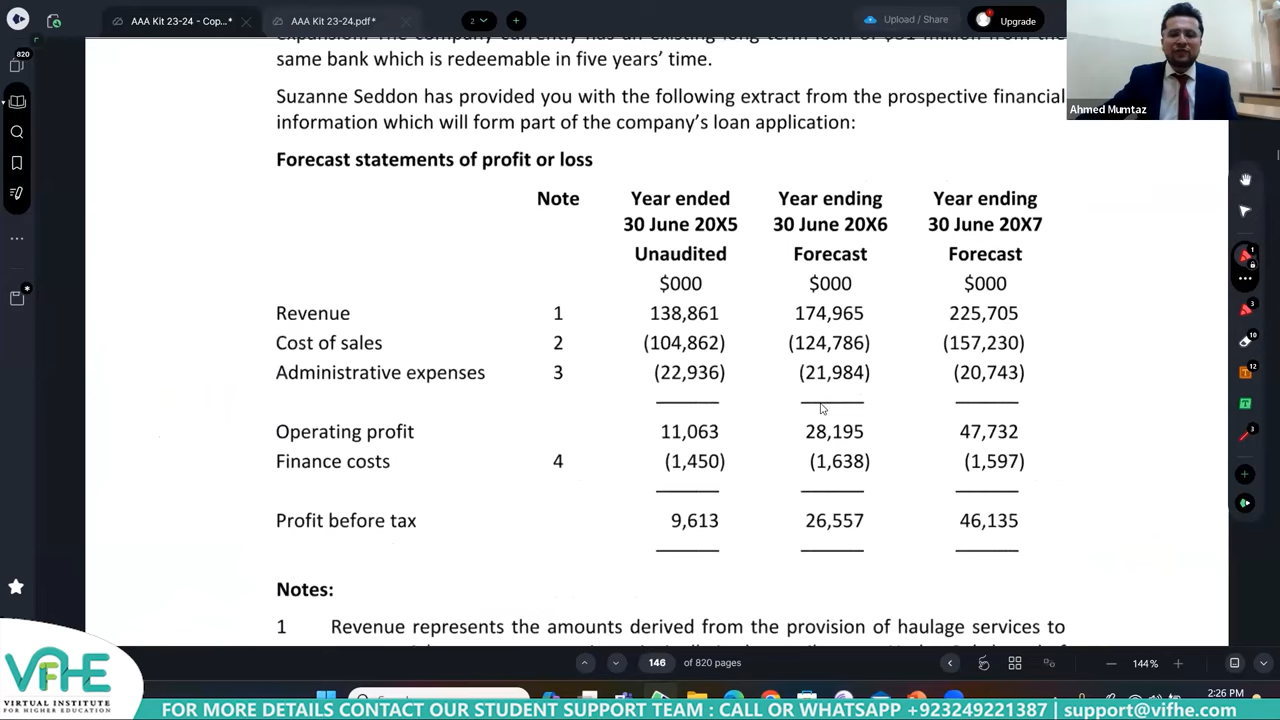 AAA Kit 23-24 - Cop...*
AAA Kit 23-24.pdf*
2
Upload / Share
Upgrade
820
Ahmed Mumtaz
same bank which is redeemable in five years' time.
Suzanne Seddon has provided you with the following extract from the prospective financial
information which will form part of the company's loan application:
Forecast statements of profit or loss
Note Year ended Year ending Year ending
30 June 20X5 30 June 20X6 30 June 20X7
Unaudited Forecast Forecast
$000 $000 $000
Revenue 1 138,861 174,965 225,705
Cost of sales 2 (104,862) (124,786) (157,230)
Administrative expenses 3 (22,936) (21,984) (20,743)
Operating profit 11,063 28,195 47,732
Finance costs 4 (1,450) (1,638) (1,597)
Profit before tax 9,613 26,557 46,135
Notes:
1 Revenue represents the amounts derived from the provision of haulage services to
146 of 820 pages
144%
2:26 PM
VIRTUAL INSTITUTE
FOR HIGHER EDUCATION
FOR MORE DETAILS CONTACT OUR STUDENT SUPPORT TEAM : CALL OR WHATSAPP +923249221387 | support@vifhe.com